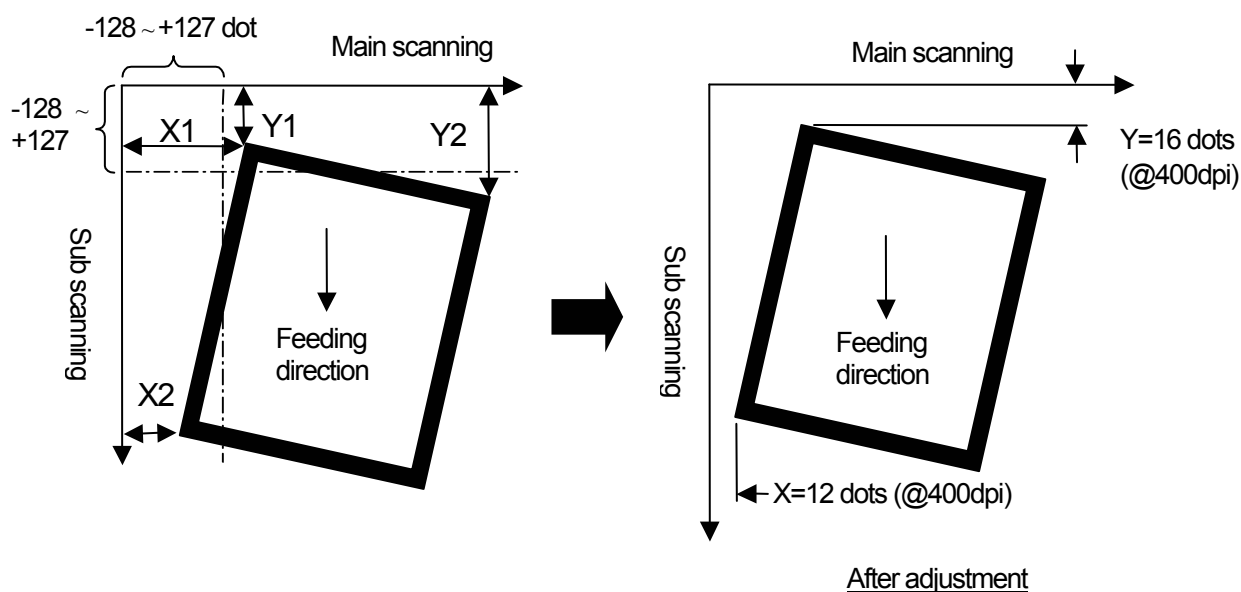 -128 ~ +127 dot
Main scanning
-128 ~
+127
X1
Y1
Y2
Sub scanning
Feeding
direction
X2
Main scanning
Y=16 dots
(@400dpi)
Sub scanning
Feeding
direction
X=12 dots (@400dpi)
After adjustment